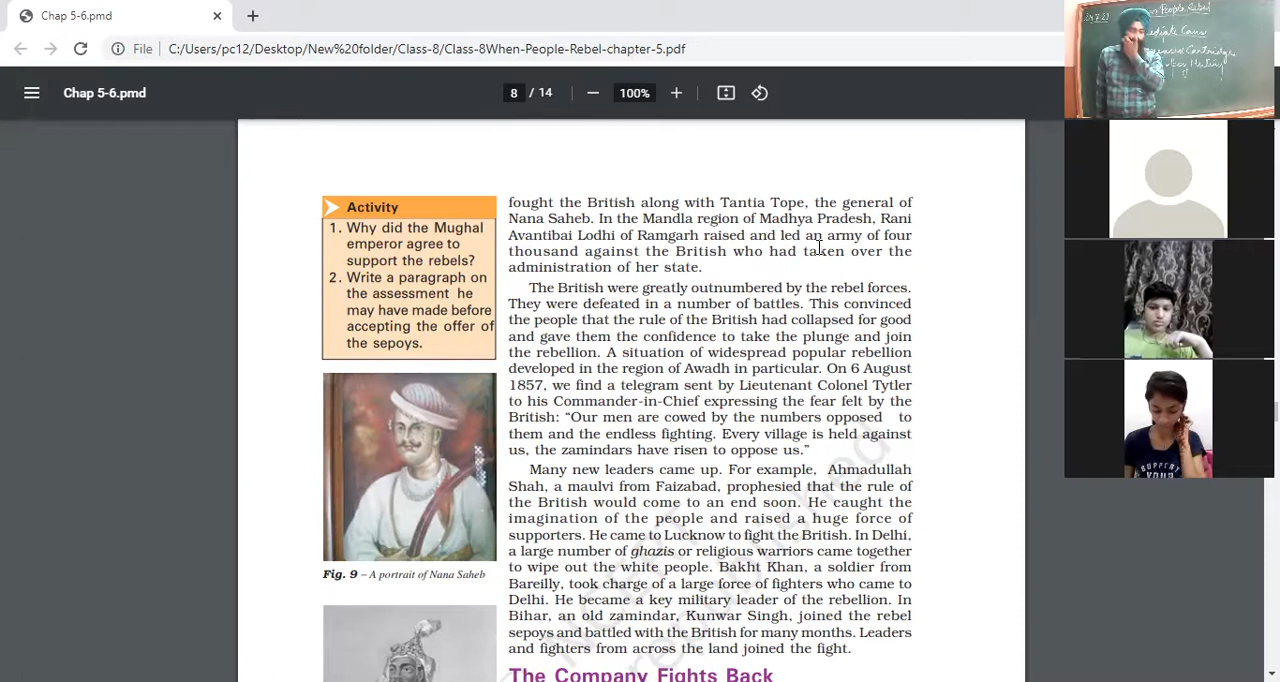 Chap 5-6.pmd
File
C:/Users/pc12/Desktop/New%20folder/Class-8/Class-8When-People-Rebel-chapter-5.pdf
Chap 5-6.pmd
8 / 14
100%
Activity
1. Why did the Mughal
emperor agree to
support the rebels?
2. Write a paragraph on
the assessment he
may have made before
accepting the offer of
the sepoys.
Fig. 9 – A portrait of Nana Saheb
fought the British along with Tantia Tope, the general of
Nana Saheb. In the Mandla region of Madhya Pradesh, Rani
Avantibai Lodhi of Ramgarh raised and led an army of four
thousand against the British who had taken over the
administration of her state.
The British were greatly outnumbered by the rebel forces.
They were defeated in a number of battles. This convinced
the people that the rule of the British had collapsed for good
and gave them the confidence to take the plunge and join
the rebellion. A situation of widespread popular rebellion
developed in the region of Awadh in particular. On 6 August
1857, we find a telegram sent by Lieutenant Colonel Tytler
to his Commander-in-Chief expressing the fear felt by the
British: “Our men are cowed by the numbers opposed to
them and the endless fighting. Every village is held against
us, the zamindars have risen to oppose us.”
Many new leaders came up. For example, Ahmadullah
Shah, a maulvi from Faizabad, prophesied that the rule of
the British would come to an end soon. He caught the
imagination of the people and raised a huge force of
supporters. He came to Lucknow to fight the British. In Delhi,
a large number of ghazis or religious warriors came together
to wipe out the white people. Bakht Khan, a soldier from
Bareilly, took charge of a large force of fighters who came to
Delhi. He became a key military leader of the rebellion. In
Bihar, an old zamindar, Kunwar Singh, joined the rebel
sepoys and battled with the British for many months. Leaders
and fighters from across the land joined the fight.
The Company Fights Back
NCERT
republished
People Rebel
Mutiny
SUPPORT
YOUR